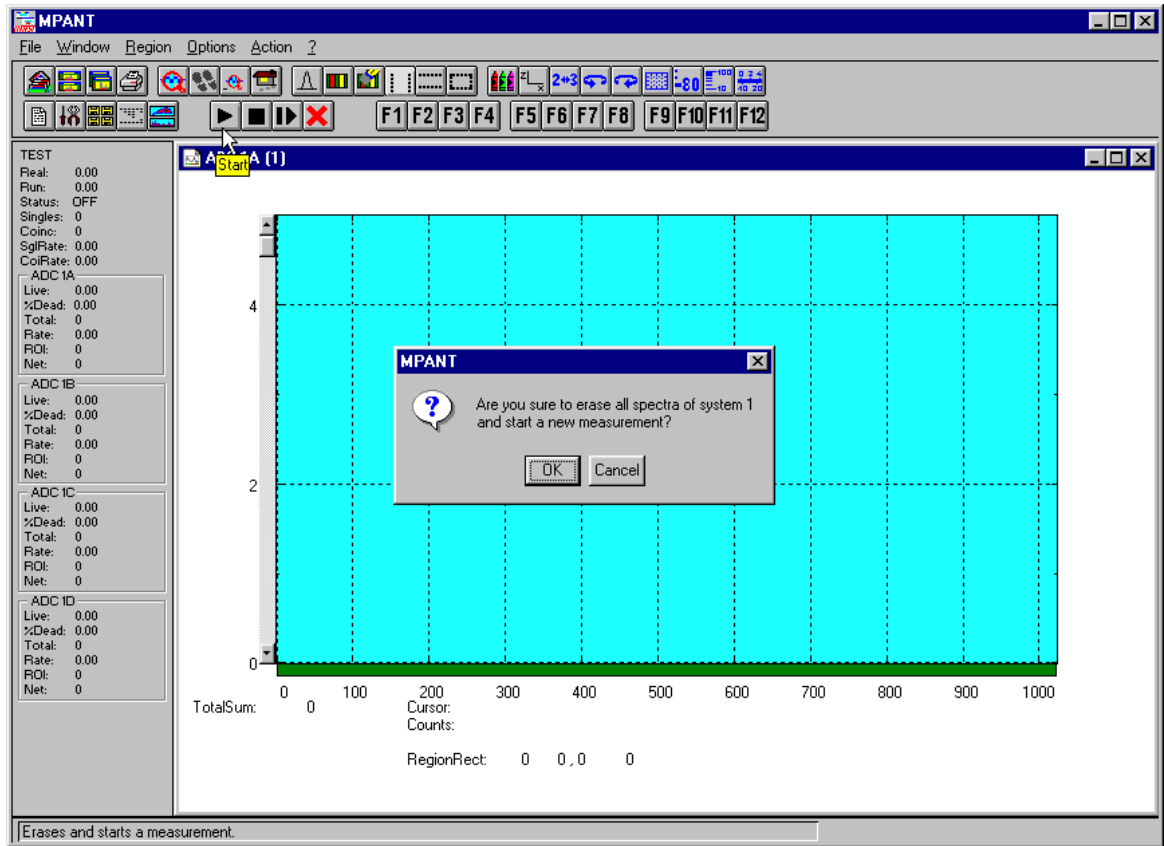 MPANT
File Window Region Options Action ?
F1 F2 F3 F4 F5 F6 F7 F8 F9 F10 F11 F12
Start
TEST
Real: 0.00
Run: 0.00
Status: OFF
Singles: 0
Coinc: 0
SglRate: 0.00
CoiRate: 0.00
ADC 1A
Live: 0.00
%Dead: 0.00
Total: 0
Rate: 0.00
ROI: 0
Net: 0
ADC 1B
Live: 0.00
%Dead: 0.00
Total: 0
Rate: 0.00
ROI: 0
Net: 0
ADC 1C
Live: 0.00
%Dead: 0.00
Total: 0
Rate: 0.00
ROI: 0
Net: 0
ADC 1D
Live: 0.00
%Dead: 0.00
Total: 0
Rate: 0.00
ROI: 0
Net: 0
(1)
4
2
0
MPANT
Are you sure to erase all spectra of system 1
and start a new measurement?
OK Cancel
0 100 200 300 400 500 600 700 800 900 1000
TotalSum: 0
Cursor:
Counts:
RegionRect: 0 0,0 0
Erases and starts a measurement.